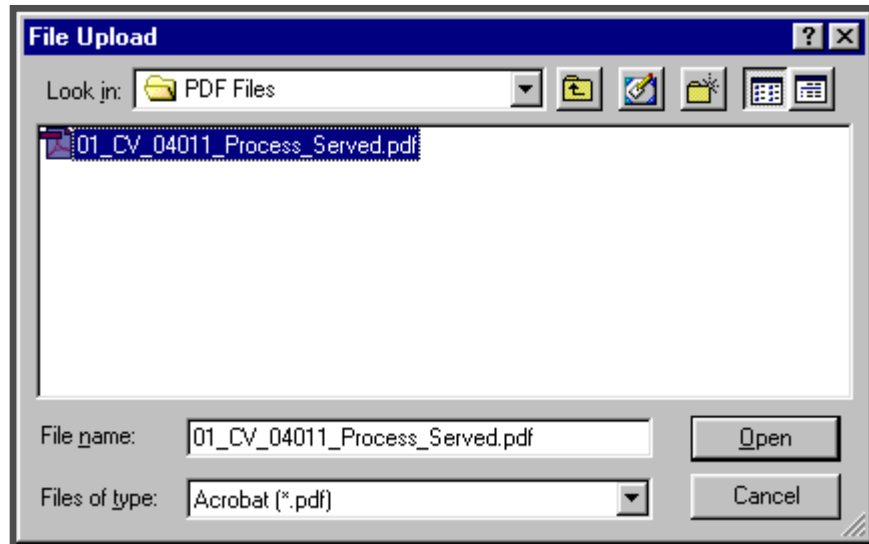 File Upload
Look in: PDF Files
01_CV_04011_Process_Served.pdf
File name: 01_CV_04011_Process_Served.pdf Open
Files of type: Acrobat (*.pdf) Cancel